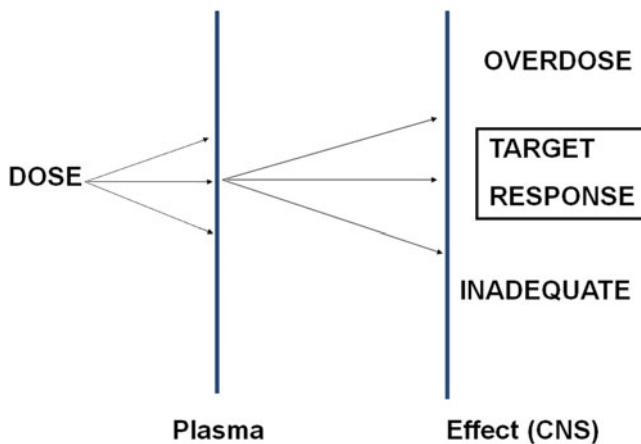 OVERDOSE
DOSE
TARGET
RESPONSE
INADEQUATE
Plasma
Effect (CNS)